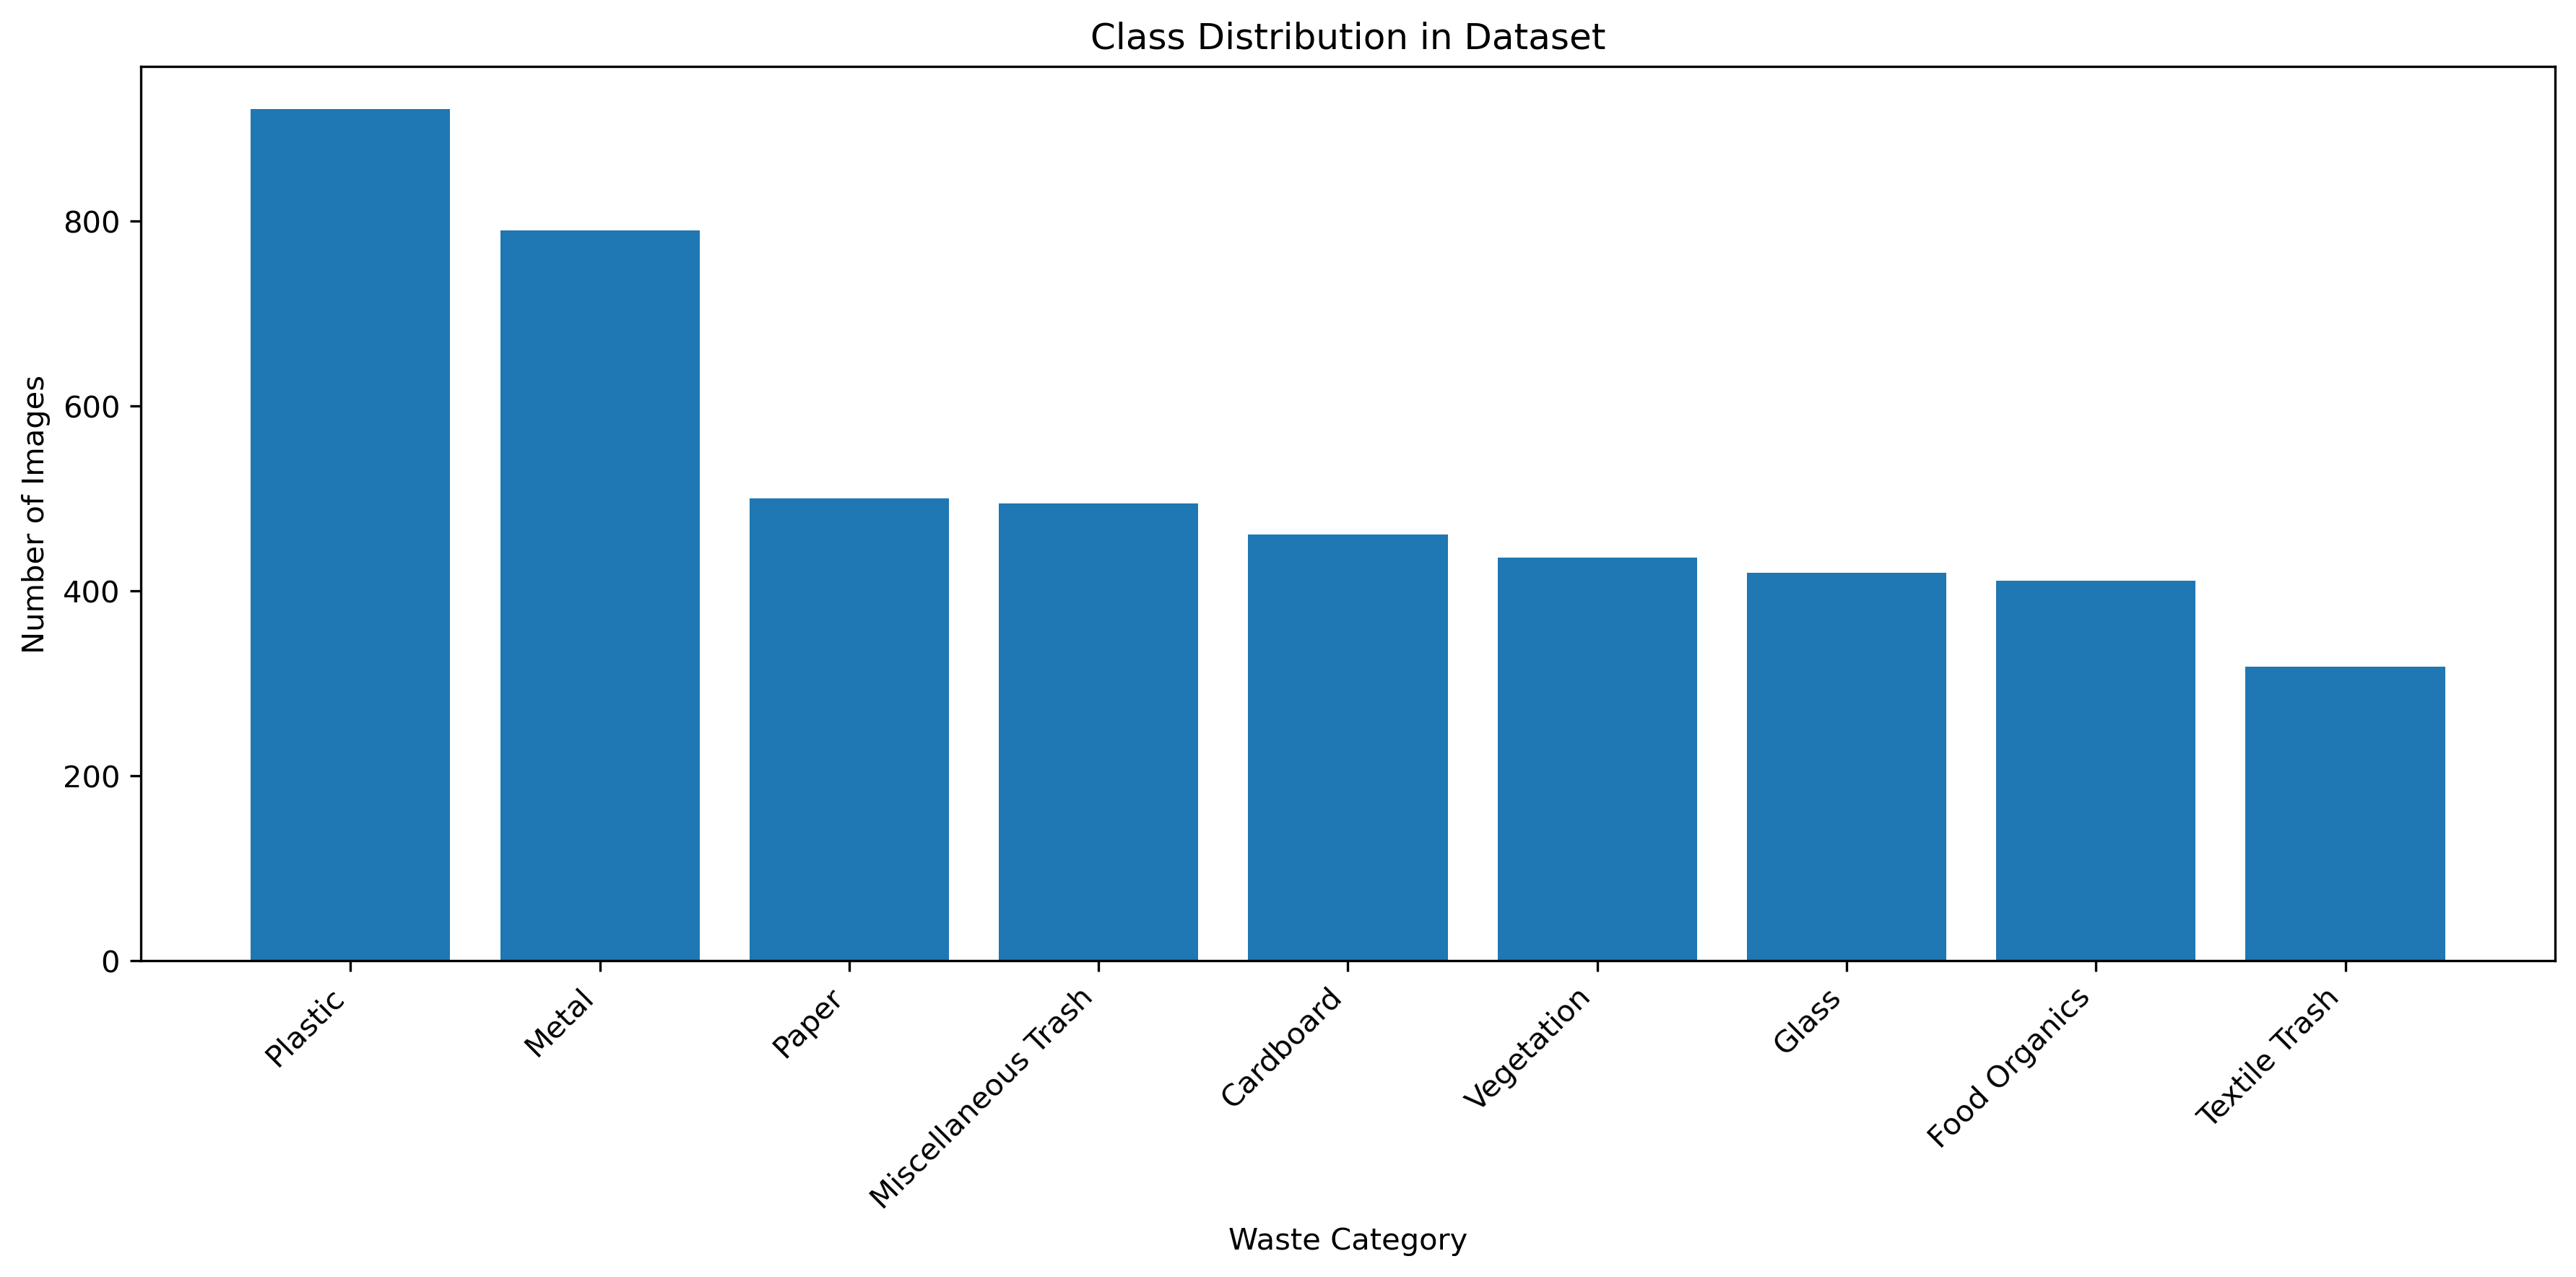 Class Distribution in Dataset
Number of Images
800
600
400
200
0
Plastic
Metal
Paper
Miscellaneous Trash
Cardboard
Vegetation
Glass
Food Organics
Textile Trash
Waste Category